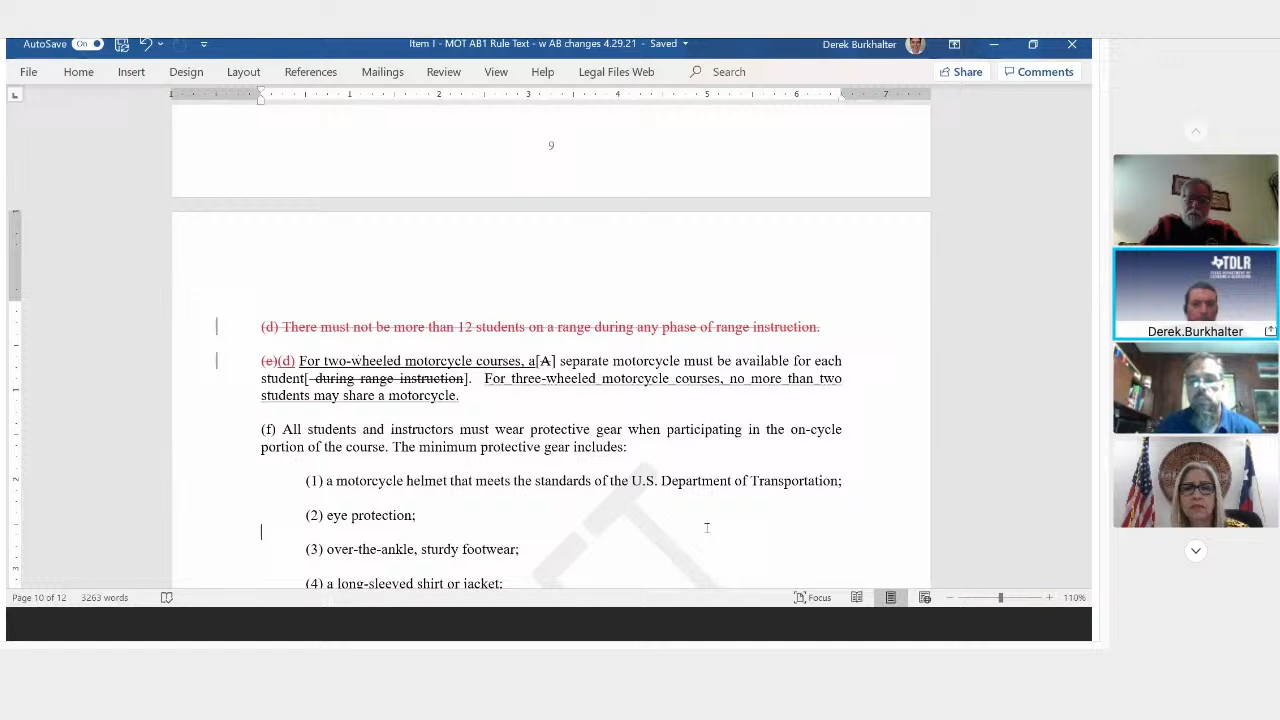 AutoSave On Item I - MOT AB1 Rule Text - w AB changes 4.29.21 - Saved Derek Burkhalter
File Home Insert Design Layout References Mailings Review View Help Legal Files Web Search Share Comments
1 1 2 3 4 5 6 7
9
(d) There must not be more than 12 students on a range during any phase of range instruction.
(e)(d) For two-wheeled motorcycle courses, a[A] separate motorcycle must be available for each
student[ during range instruction]. For three-wheeled motorcycle courses, no more than two
students may share a motorcycle.
(f) All students and instructors must wear protective gear when participating in the on-cycle
portion of the course. The minimum protective gear includes:
(1) a motorcycle helmet that meets the standards of the U.S. Department of Transportation;
(2) eye protection;
(3) over-the-ankle, sturdy footwear;
(4) a long-sleeved shirt or jacket;
Page 10 of 12 3263 words Focus 110%
TDLR
Derek.Burkhalter